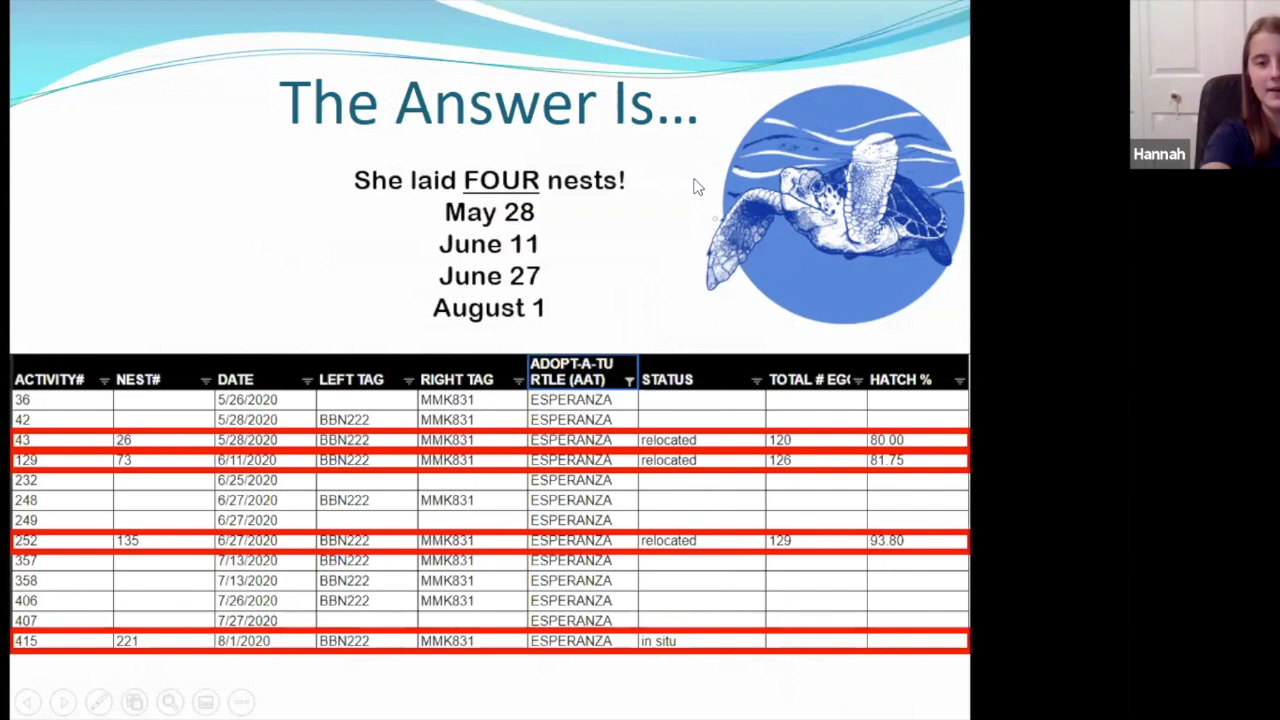 The Answer Is...
She laid FOUR nests!
May 28
June 11
June 27
August 1
Hannah
ACTIVITY# NEST# DATE LEFT TAG RIGHT TAG ADOPT-A-TU RTLE (AAT) STATUS TOTAL # EG( HATCH %
36 5/26/2020 MMK831 ESPERANZA
42 5/28/2020 BBN222 MMK831 ESPERANZA
43 26 5/28/2020 BBN222 MMK831 ESPERANZA relocated 120 80.00
129 73 6/11/2020 BBN222 MMK831 ESPERANZA relocated 126 81.75
232 6/25/2020 ESPERANZA
248 6/27/2020 BBN222 MMK831 ESPERANZA
249 6/27/2020 ESPERANZA
252 135 6/27/2020 BBN222 MMK831 ESPERANZA relocated 129 93.80
357 7/13/2020 BBN222 MMK831 ESPERANZA
358 7/13/2020 BBN222 MMK831 ESPERANZA
406 7/26/2020 BBN222 MMK831 ESPERANZA
407 7/27/2020 ESPERANZA
415 221 8/1/2020 BBN222 MMK831 ESPERANZA in situ